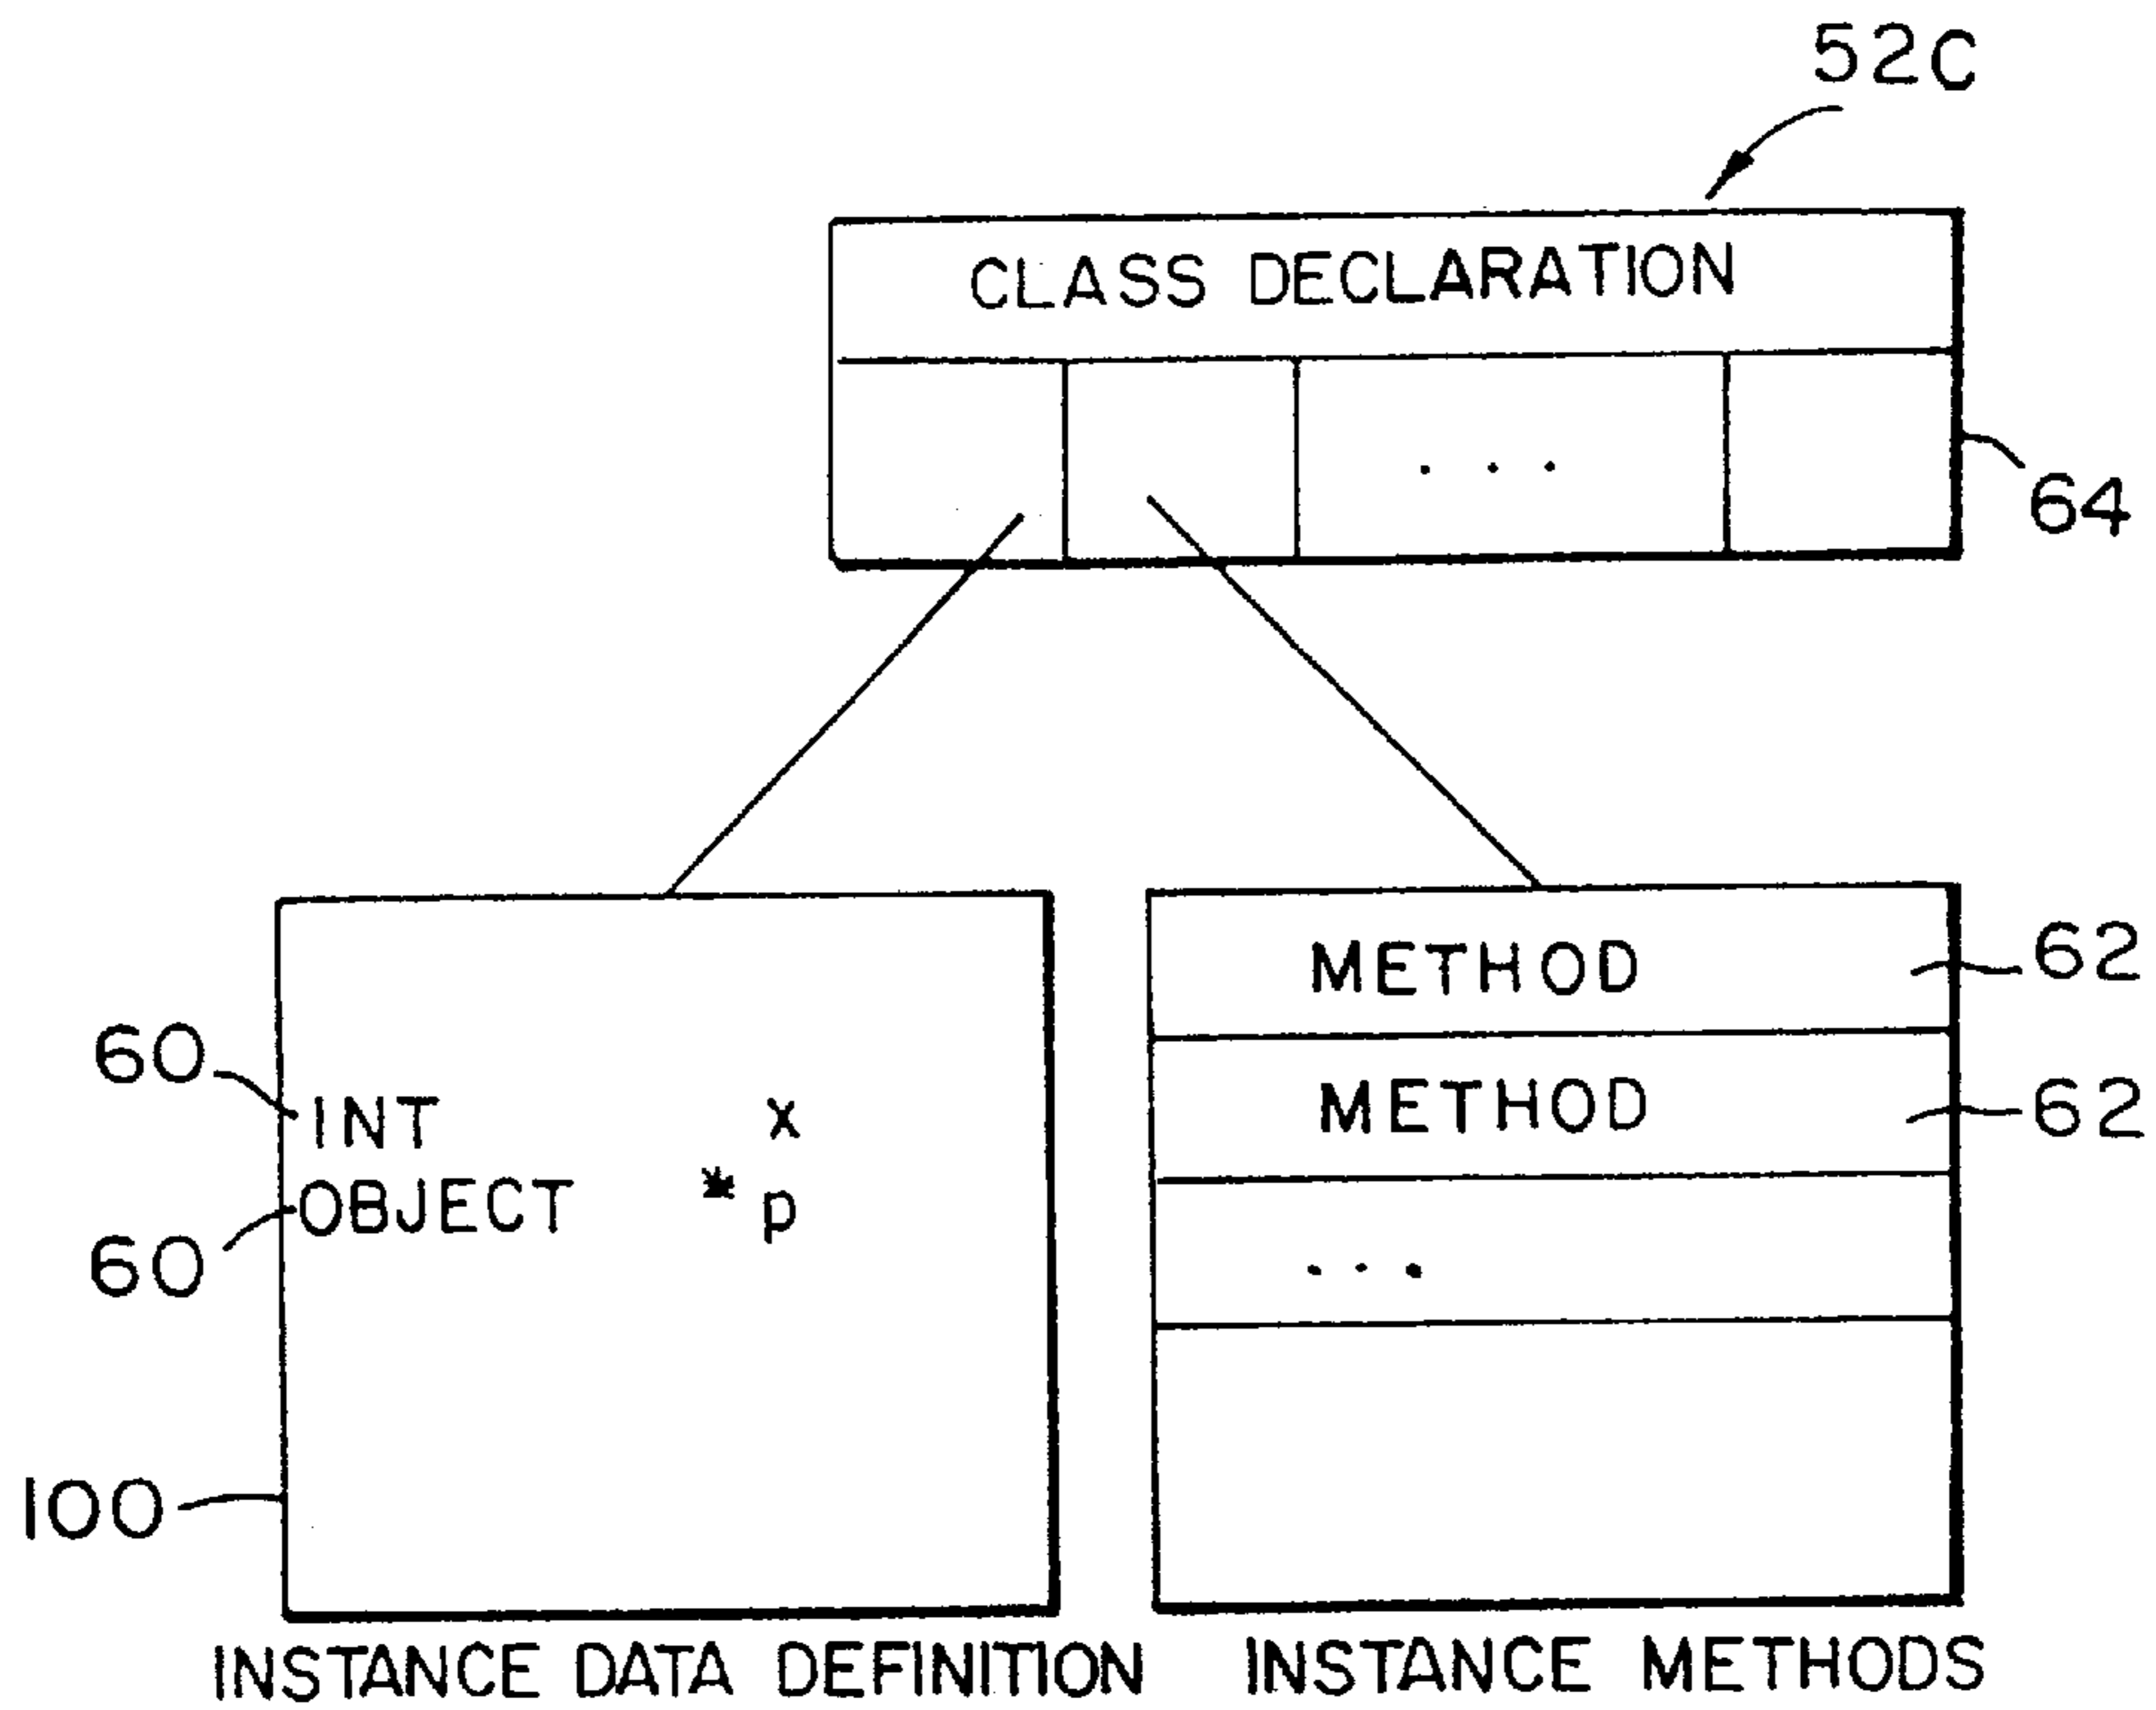 52C
CLASS DECLARATION
. . .
64
METHOD 62
60
INT x
METHOD 62
OBJECT *p
60
. . .
100
INSTANCE DATA DEFINITION
INSTANCE METHODS